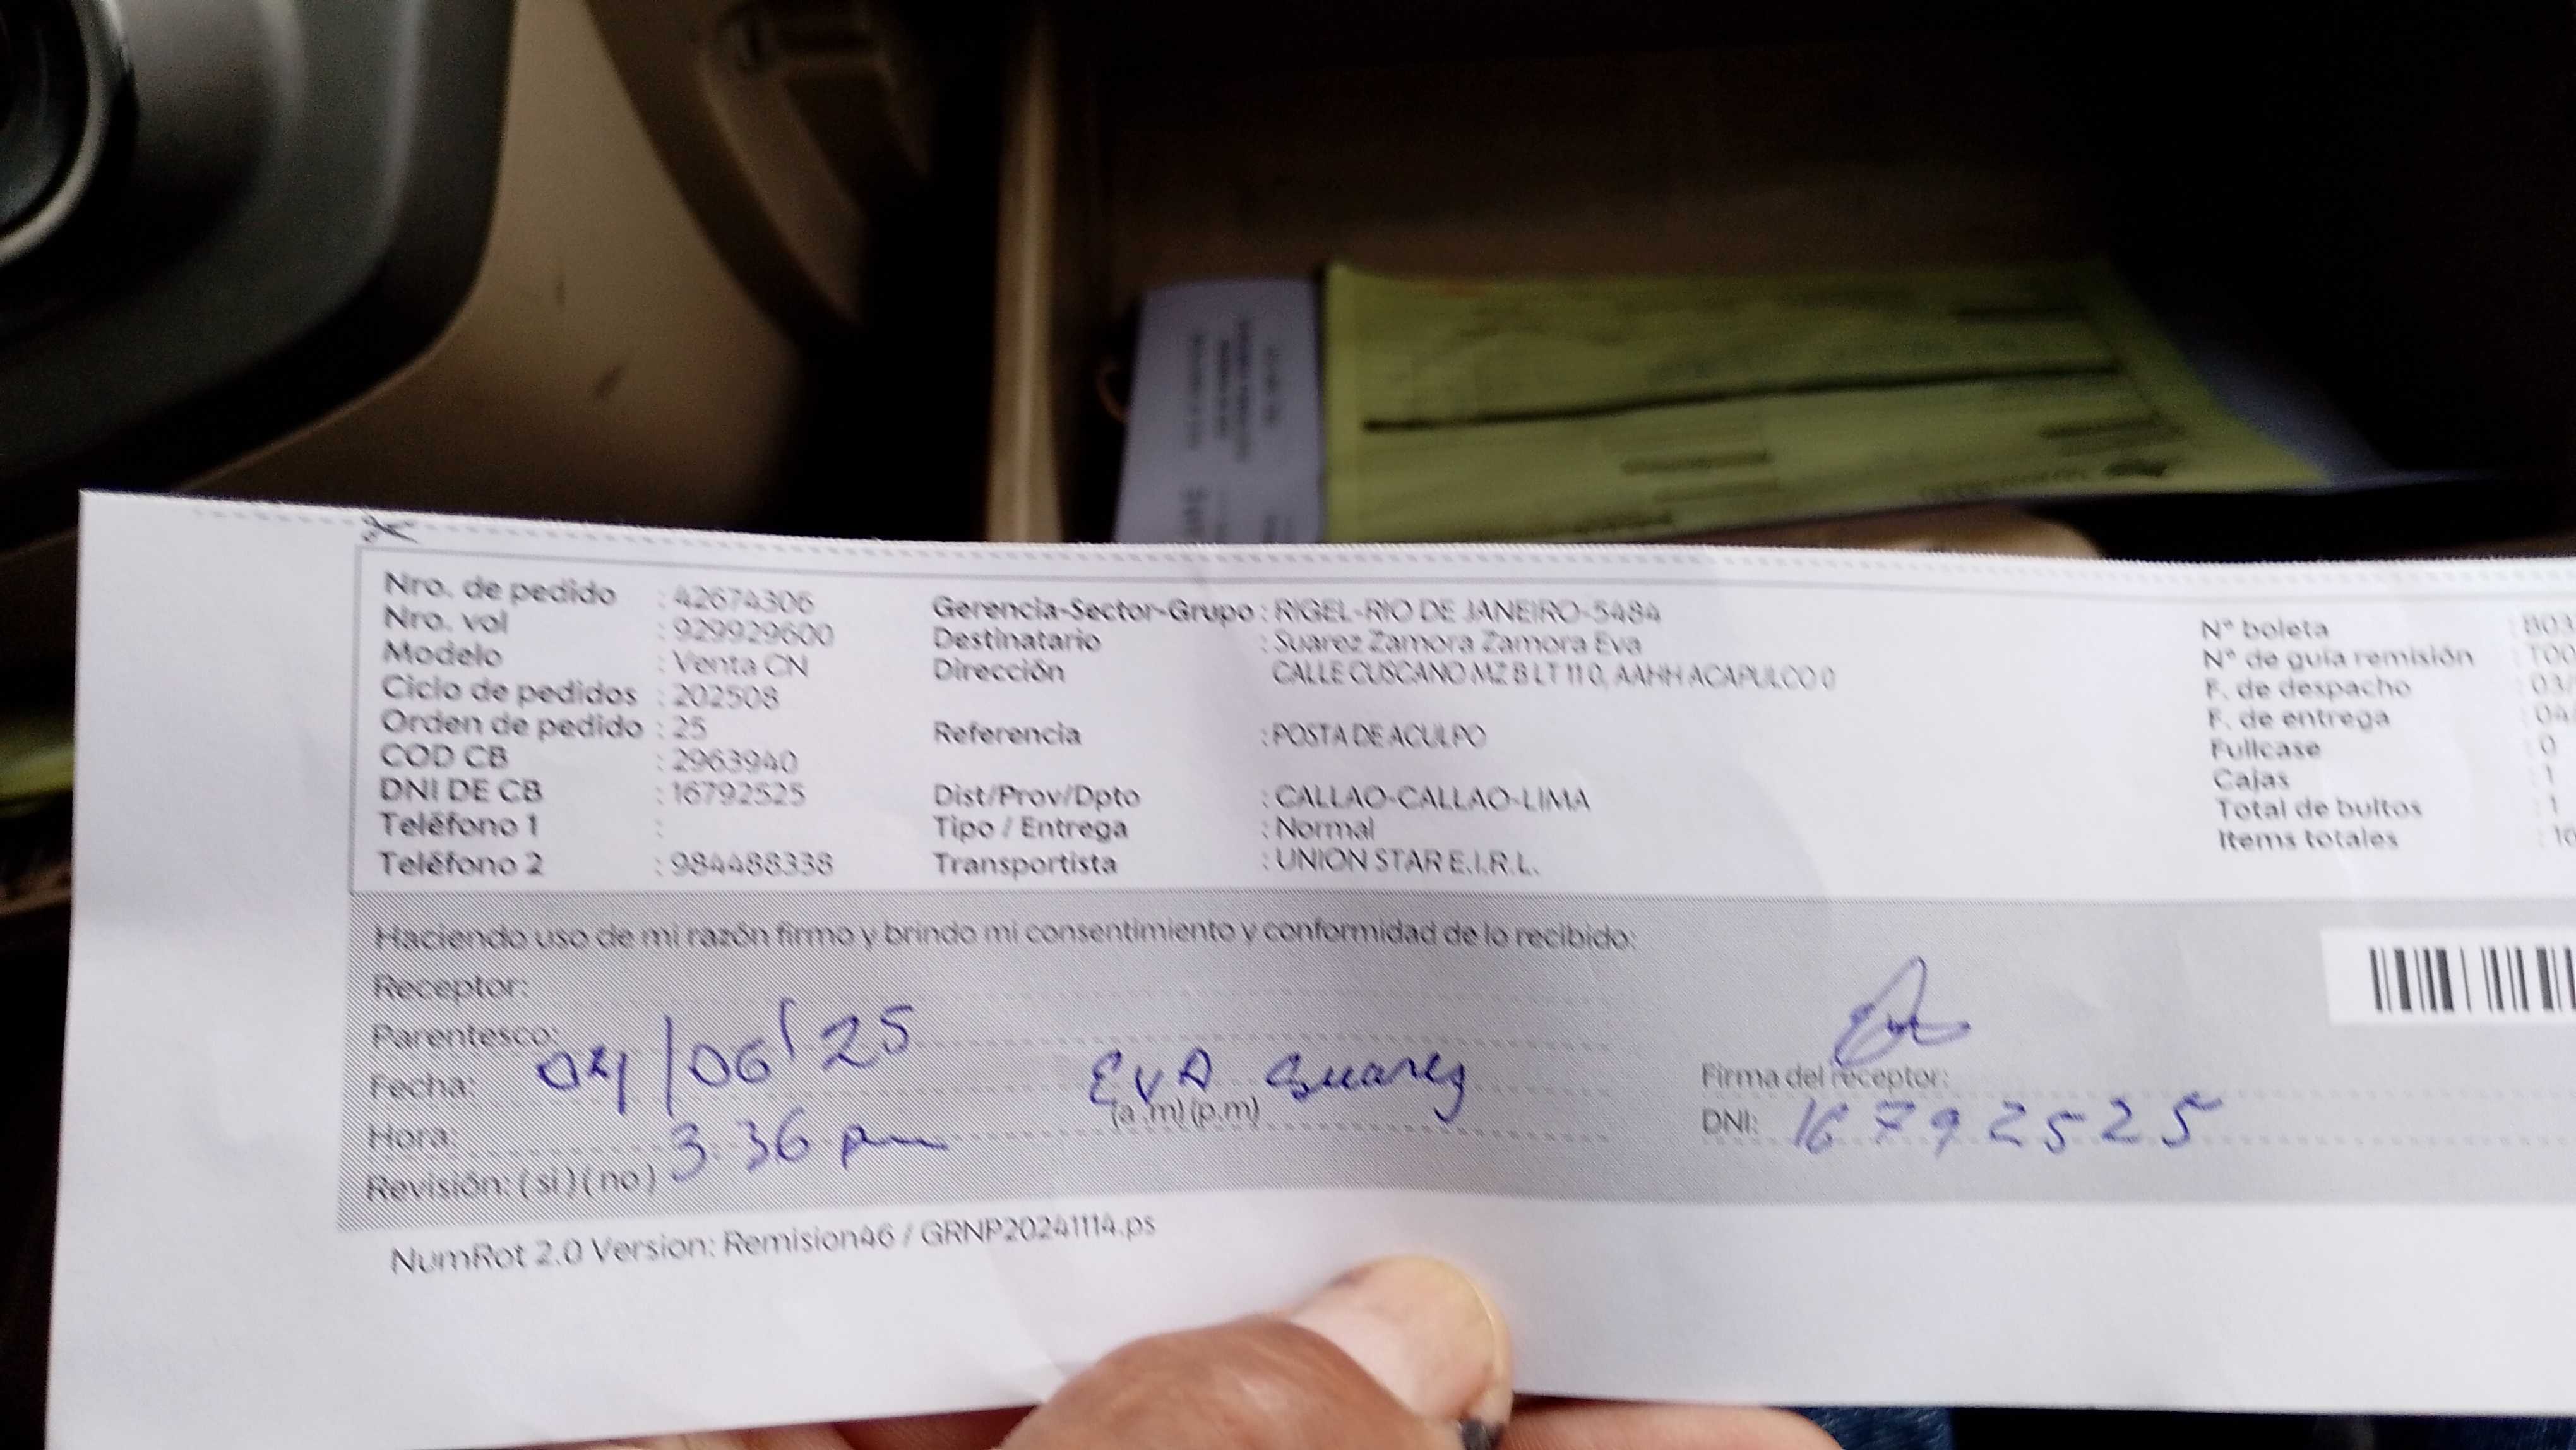 Nro. de pedido : 42674306
Nro. vol : 929929600
Modelo : Venta CN
Ciclo de pedidos : 202508
Orden de pedido : 25
COD CB : 2963940
DNI DE CB : 16792525
Teléfono 1 :
Teléfono 2 : 984488338
Gerencia-Sector-Grupo : RIGEL-RIO DE JANEIRO-5484
Destinatario : Suarez Zamora Zamora Eva
Dirección CALLE CUSCANO MZ B LT 11 0, AAHH ACAPULCO 0
Referencia : POSTA DE ACULPO
Dist/Prov/Dpto : CALLAO-CALLAO-LIMA
Tipo / Entrega : Normal
Transportista : UNION STAR E.I.R.L.
N° boleta : B03
N° de guía remisión : T00
F. de despacho : 03/
F. de entrega : 04/
Fullcase : 0
Cajas : 1
Total de bultos : 1
Items totales : 10
Haciendo uso de mi razón firmo y brindo mi consentimiento y conformidad de lo recibido:
Receptor:
Parentesco:
Fecha: 04/06/25
EVA Suarez
Hora: 3:36 pm (a.m) (p.m)
Revisión: ( si ) ( no )
Firma del receptor:
DNI: 16792525
NumRot 2.0 Version: Remision46 / GRNP20241114.ps